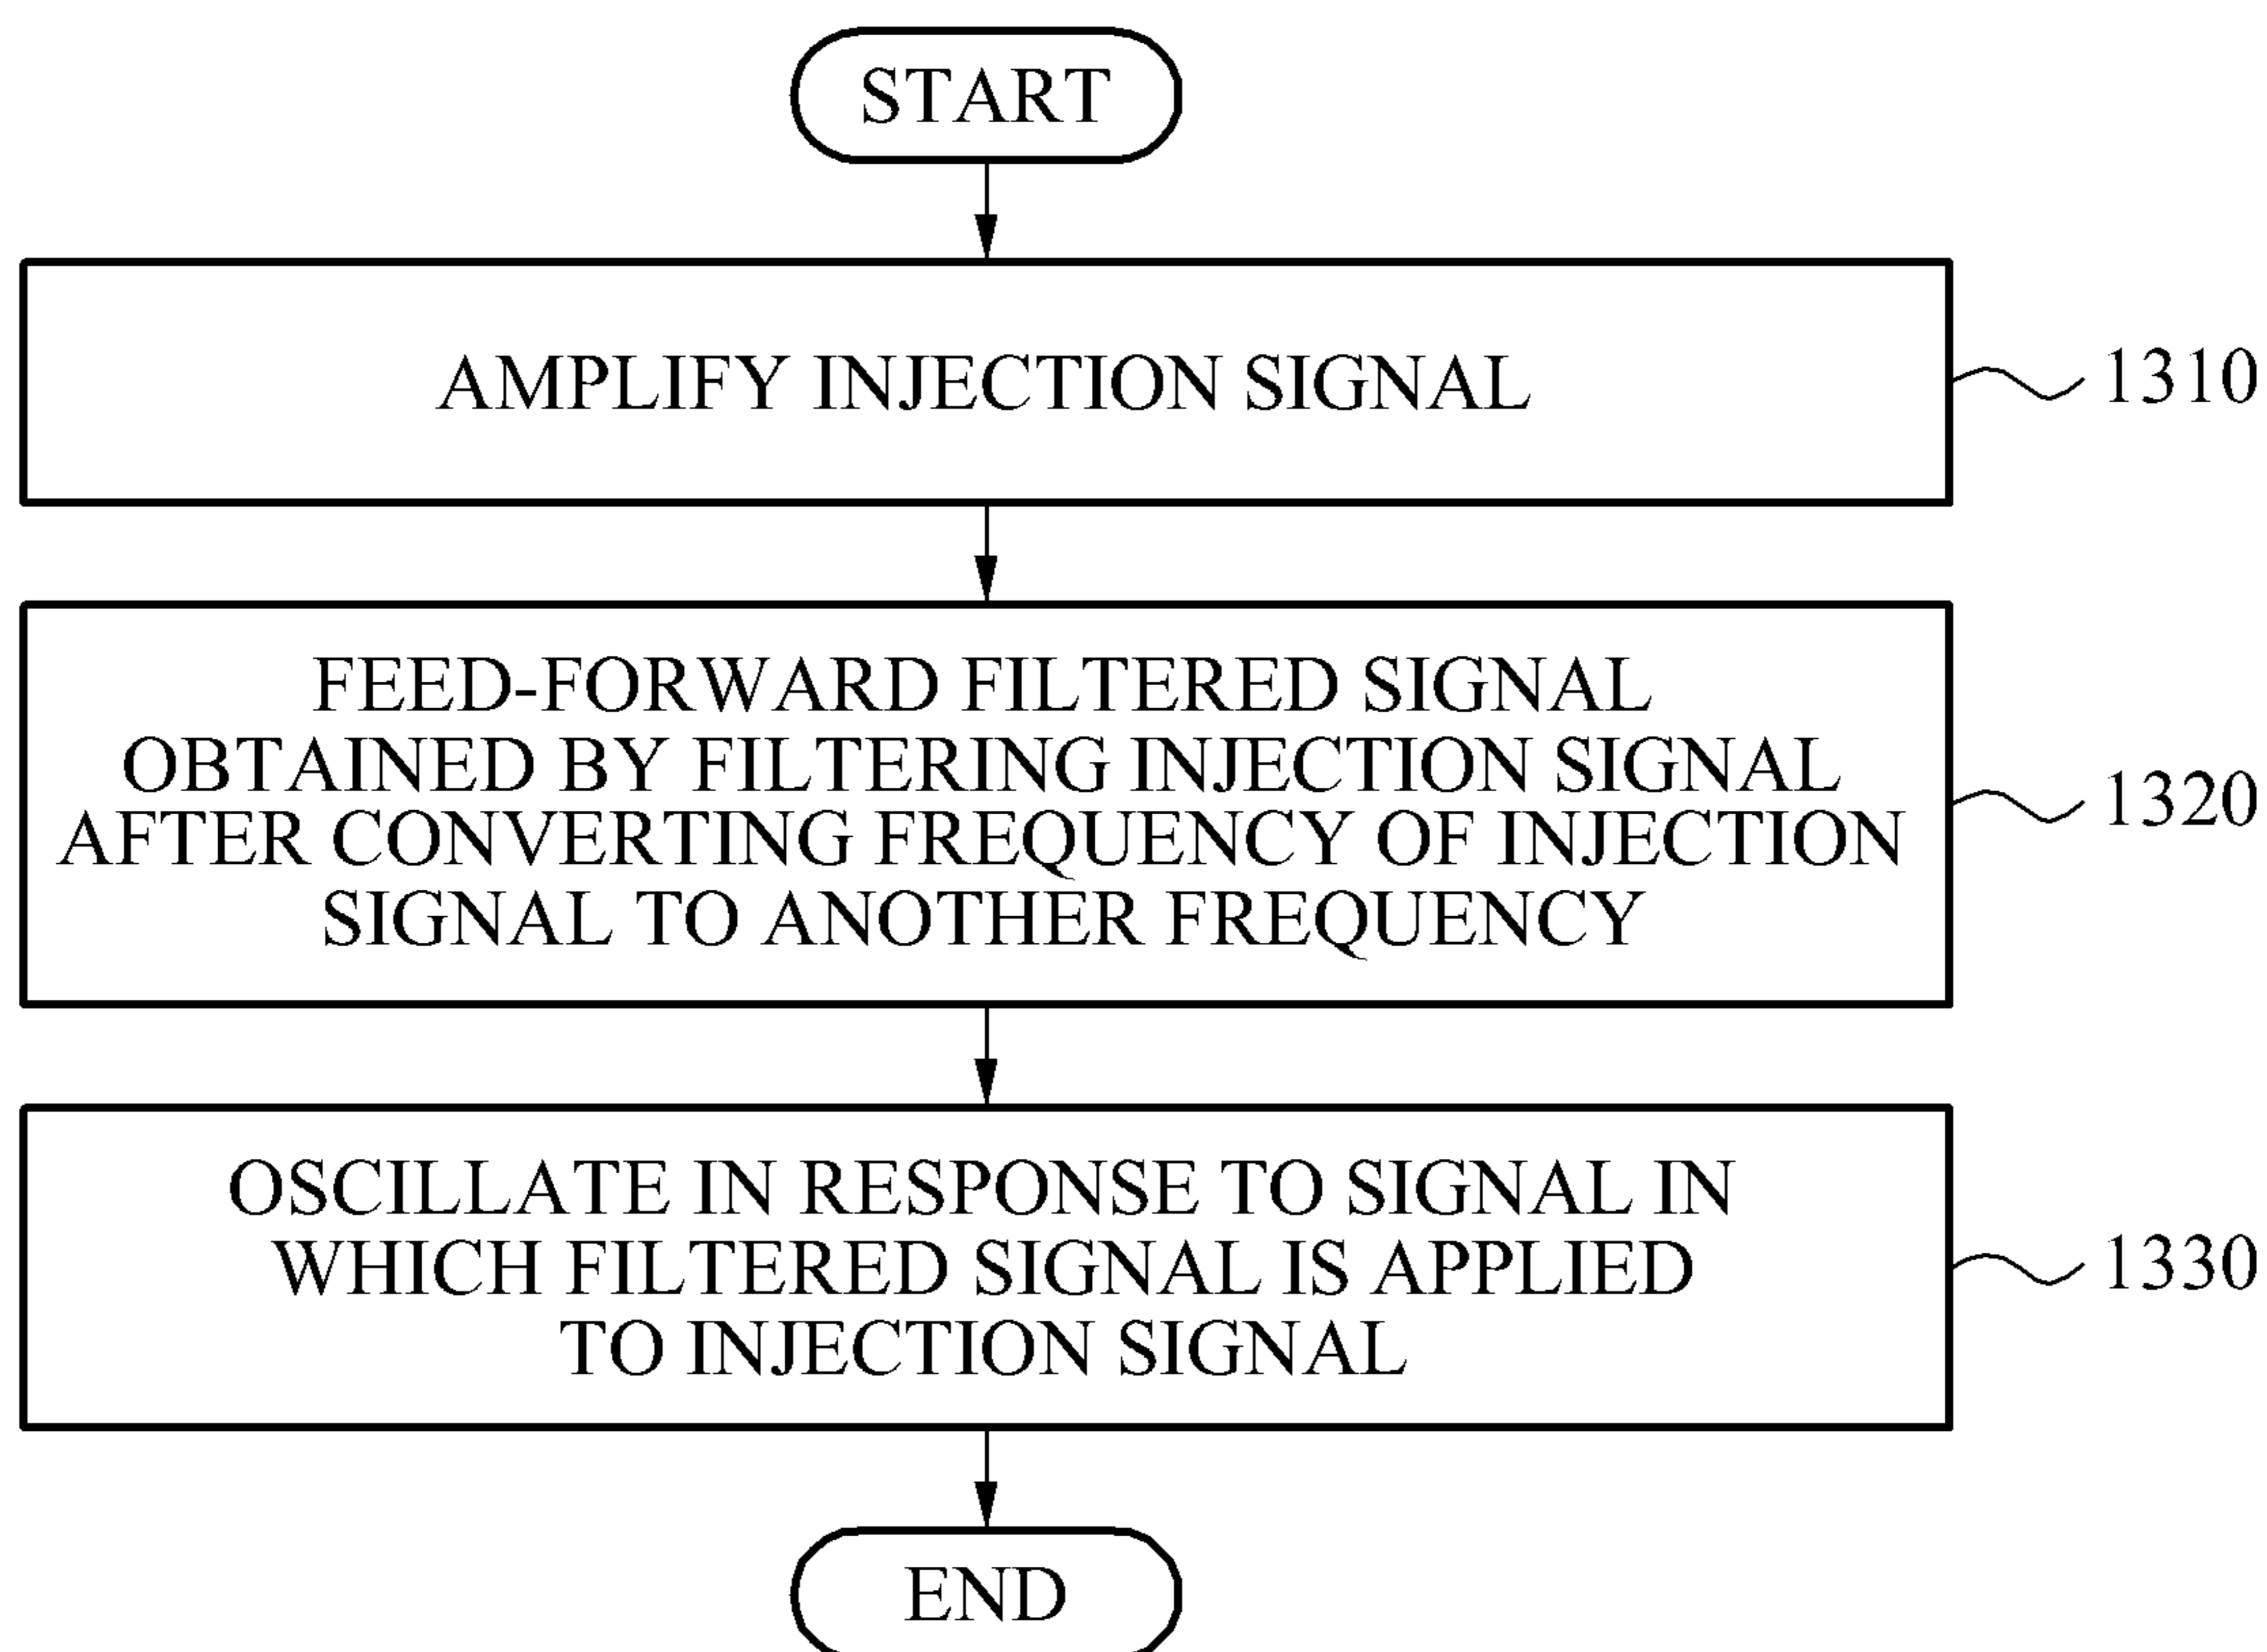 START
AMPLIFY INJECTION SIGNAL
1310
FEED-FORWARD FILTERED SIGNAL
OBTAINED BY FILTERING INJECTION SIGNAL
AFTER CONVERTING FREQUENCY OF INJECTION
SIGNAL TO ANOTHER FREQUENCY
1320
OSCILLATE IN RESPONSE TO SIGNAL IN
WHICH FILTERED SIGNAL IS APPLIED
TO INJECTION SIGNAL
1330
END